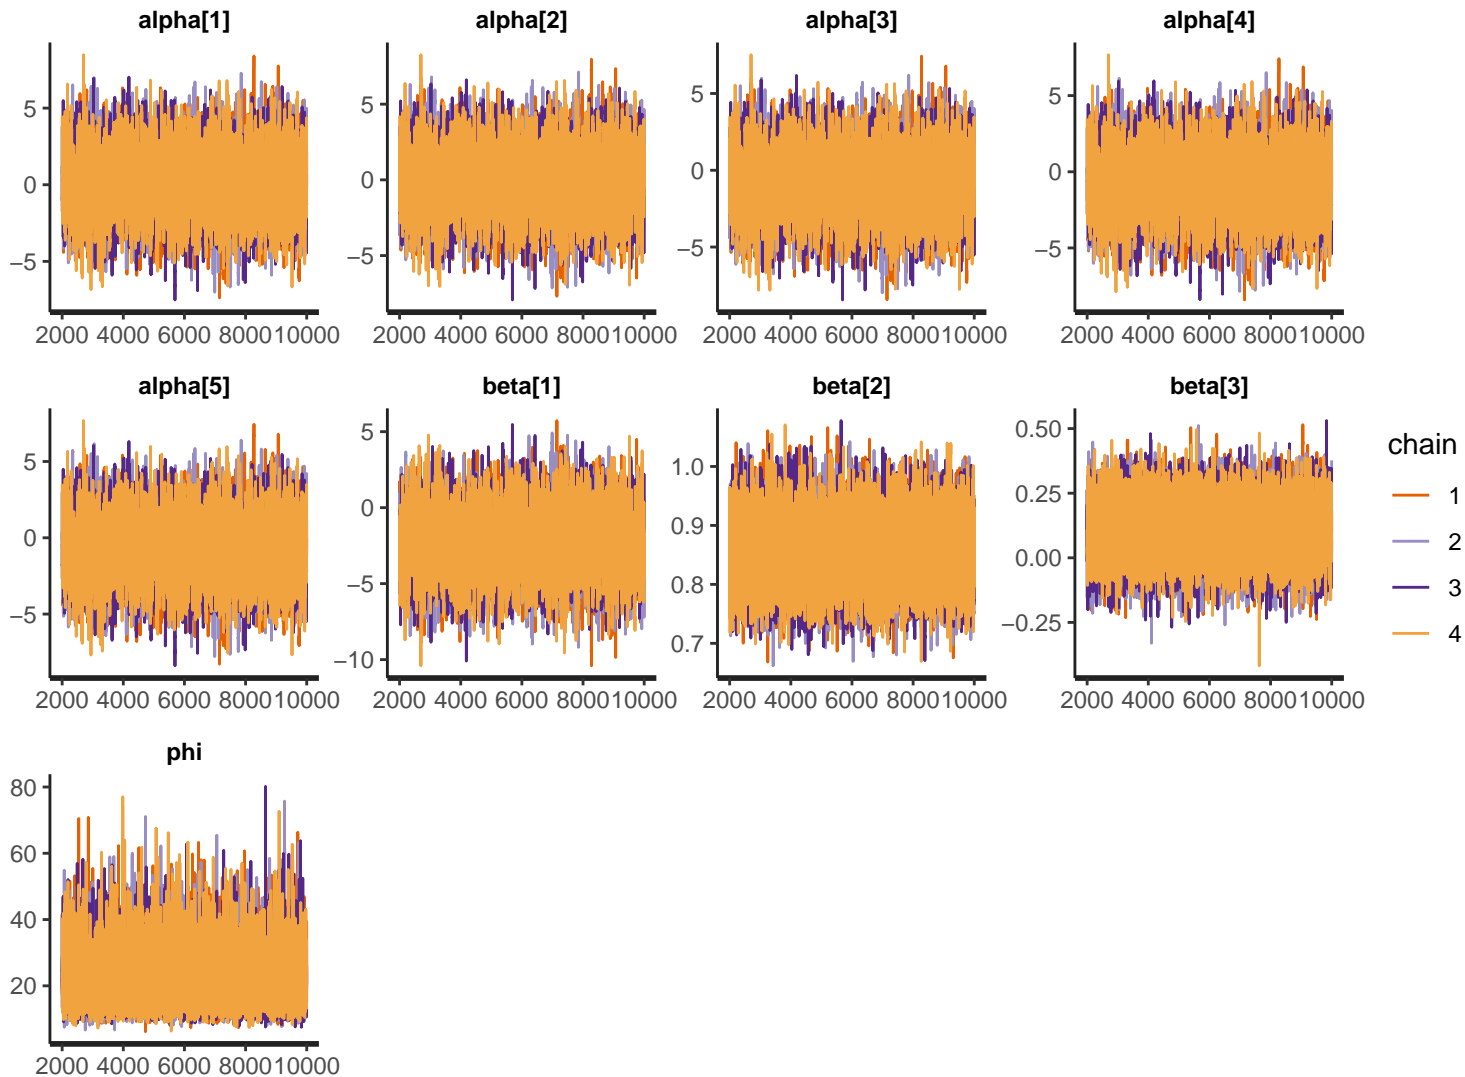 alpha[1] alpha[2] alpha[3] alpha[4]
5 5 5 5
0 0 0 0
−5 −5 −5 −5
2000 4000 6000 8000 10000 2000 4000 6000 8000 10000 2000 4000 6000 8000 10000 2000 4000 6000 8000 10000
alpha[5] beta[1] beta[2] beta[3]
5 5 1.0 0.50
0 0 0.9 0.25
−5 −5 0.8 0.00
−10 0.7 −0.25
2000 4000 6000 8000 10000 2000 4000 6000 8000 10000 2000 4000 6000 8000 10000 2000 4000 6000 8000 10000
chain
1
2
3
4
phi
80
60
40
20
2000 4000 6000 8000 10000